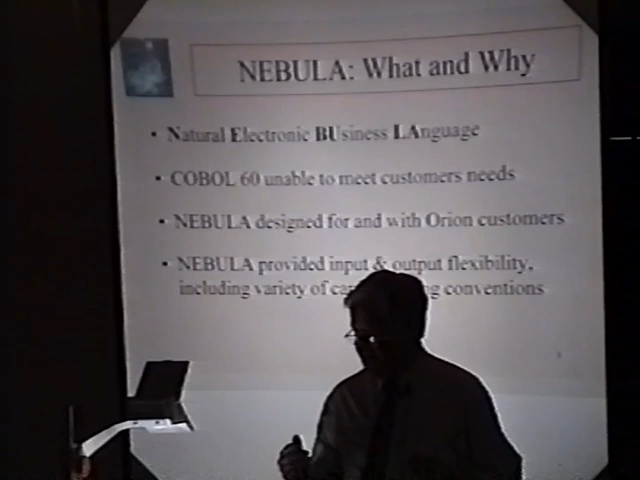 NEBULA: What and Why
• Natural Electronic BUsiness LAnguage
• COBOL 60 unable to meet customers needs
• NEBULA designed for and with Orion customers
• NEBULA provided input & output flexibility,
including variety of conventions